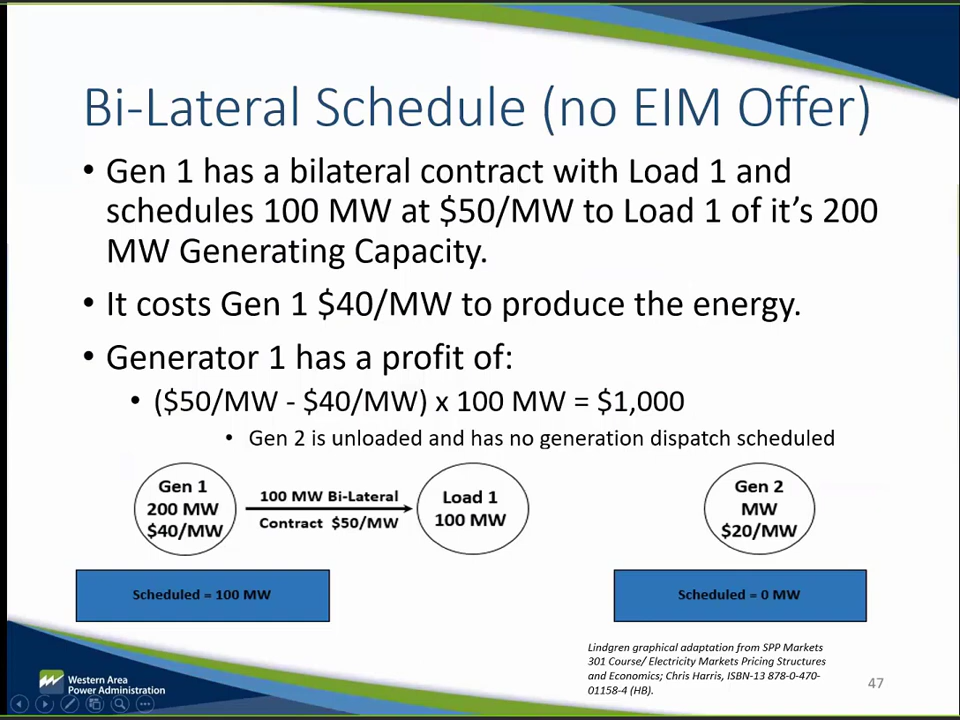 Bi-Lateral Schedule (no EIM Offer)
• Gen 1 has a bilateral contract with Load 1 and
schedules 100 MW at $50/MW to Load 1 of it's 200
MW Generating Capacity.
• It costs Gen 1 $40/MW to produce the energy.
• Generator 1 has a profit of:
• ($50/MW - $40/MW) x 100 MW = $1,000
• Gen 2 is unloaded and has no generation dispatch scheduled
Gen 1
200 MW
$40/MW
100 MW Bi-Lateral
Contract $50/MW
Load 1
100 MW
Gen 2
MW
$20/MW
Scheduled = 100 MW
Scheduled = 0 MW
Lindgren graphical adaptation from SPP Markets
301 Course/ Electricity Markets Pricing Structures
and Economics; Chris Harris, ISBN-13 878-0-470-
01158-4 (HB).
Western Area
Power Administration
47